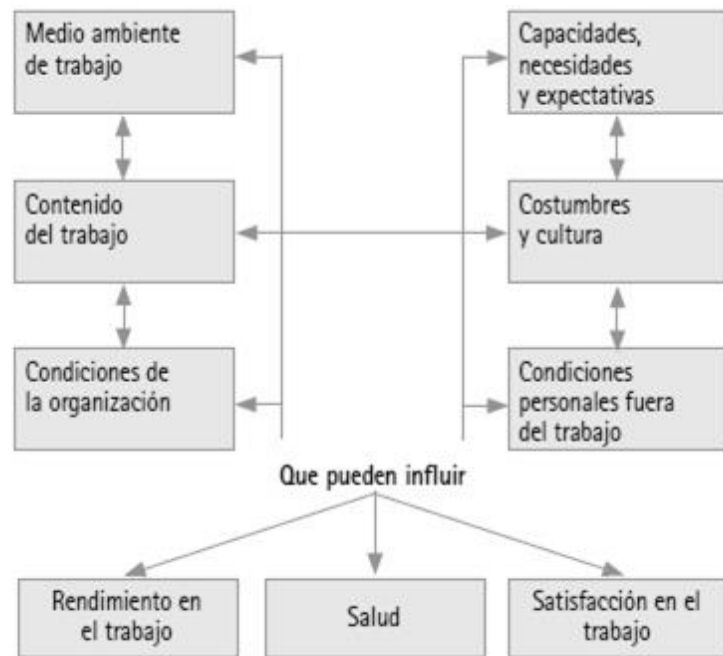 Medio ambiente
de trabajo
Capacidades,
necesidades
y expectativas
Contenido
del trabajo
Costumbres
y cultura
Condiciones de
la organización
Condiciones
personales fuera
del trabajo
Que pueden influir
Rendimiento en
el trabajo
Salud
Satisfacción en el
trabajo